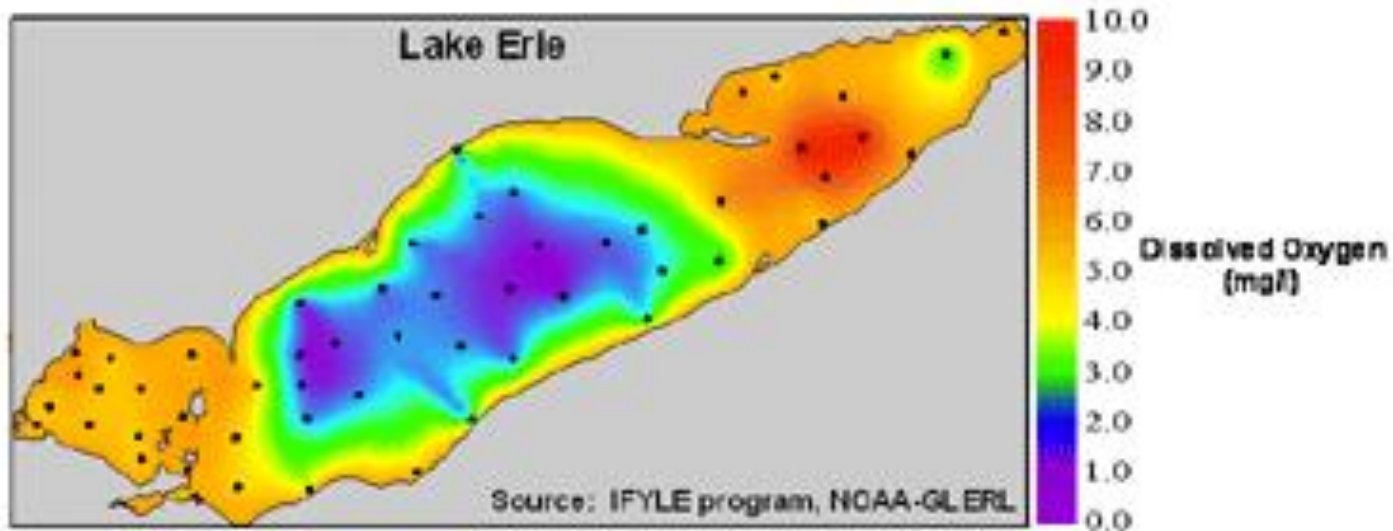 Lake Erie
10.0
9.0
8.0
7.0
6.0
5.0
4.0
3.0
2.0
1.0
0.0
Dissolved Oxygen
(mg/l)
Source: IFYLE program, NOAA-GLERL